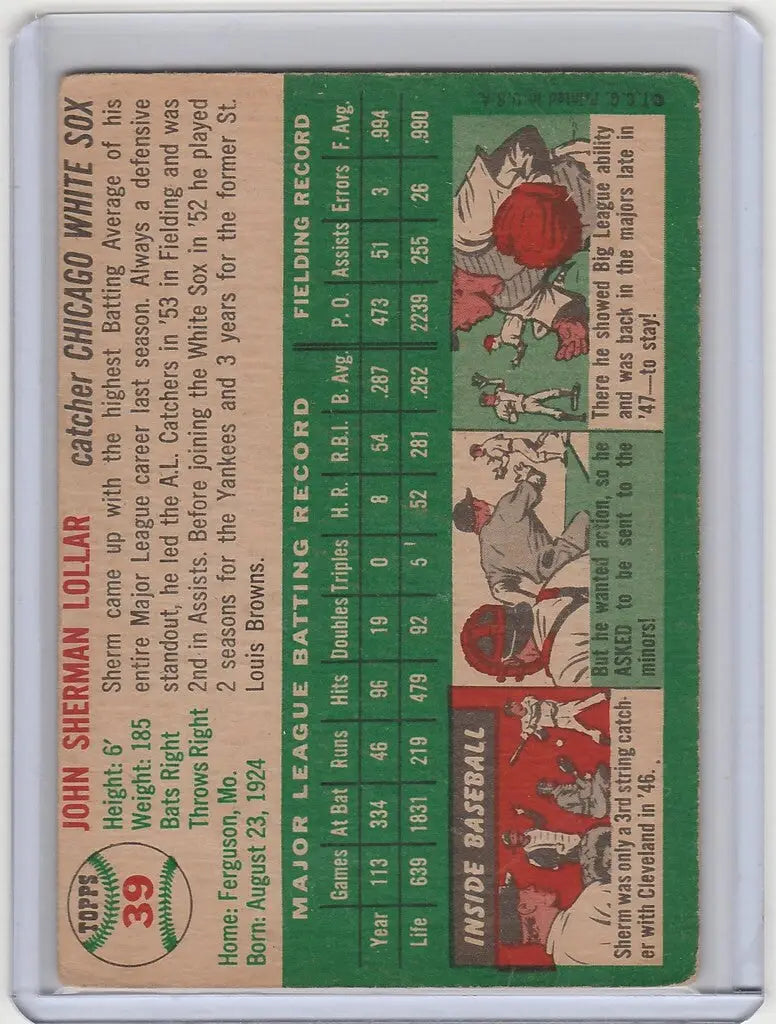 TOPPS
39
JOHN SHERMAN LOLLAR catcher CHICAGO WHITE SOX
Height: 6'
Weight: 185
Bats Right
Throws Right
Home: Ferguson, Mo.
Born: August 23, 1924
Sherm came up with the highest Batting Average of his
entire Major League career last season. Always a defensive
standout, he led the A.L. Catchers in '53 in Fielding and was
2nd in Assists. Before joining the White Sox in '52 he played
2 seasons for the Yankees and 3 years for the former St.
Louis Browns.
MAJOR LEAGUE BATTING RECORD FIELDING RECORD
Games At Bat Runs Hits Doubles Triples H. R. R.B.I. B. Avg. P. O. Assists Errors F. Avg.
Year 113 334 46 96 19 0 8 54 .287 473 51 3 .994
Life 639 1831 219 479 92 5 52 281 .262 2239 255 26 .990
INSIDE BASEBALL
Sherm was only a 3rd string catch-
er with Cleveland in '46.
But he wanted action, so he
ASKED to be sent to the
minors!
There he showed Big League ability
and was back in the majors late in
'47—to stay!
©T. C. G. Printed in U. S. A.